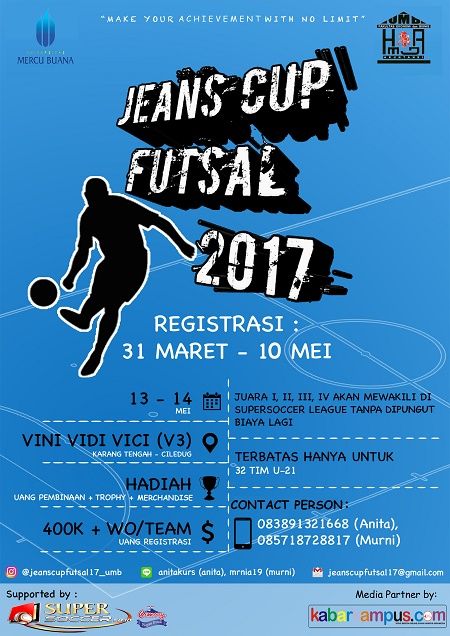 "MAKE YOUR ACHIEVEMENT WITH NO LIMIT"
MERCU BUANA
UMB
JEANS CUP
FUTSAL
2017
REGISTRASI :
31 MARET - 10 MEI
13 - 14
MEI
VINI VIDI VICI (V3)
KARANG TENGAH - CILEDUG
HADIAH
UANG PEMBINAAN + TROPHY + MERCHANDISE
400K + WO/TEAM
UANG REGISTRASI
JUARA I, II, III, IV AKAN MEWAKILI DI
SUPERSOCCER LEAGUE TANPA DIPUNGUT
BIAYA LAGI
TERBATAS HANYA UNTUK
32 TIM U-21
CONTACT PERSON:
083891321668 (Anita),
085718728817 (Murni)
@jeanscupfutsal17_umb
anitakurs (anita), mrnia19 (murni)
jeanscupfutsal17@gmail.com
Supported by :
SUPER
SOCCER
Media Partner by:
kabar ampus.com